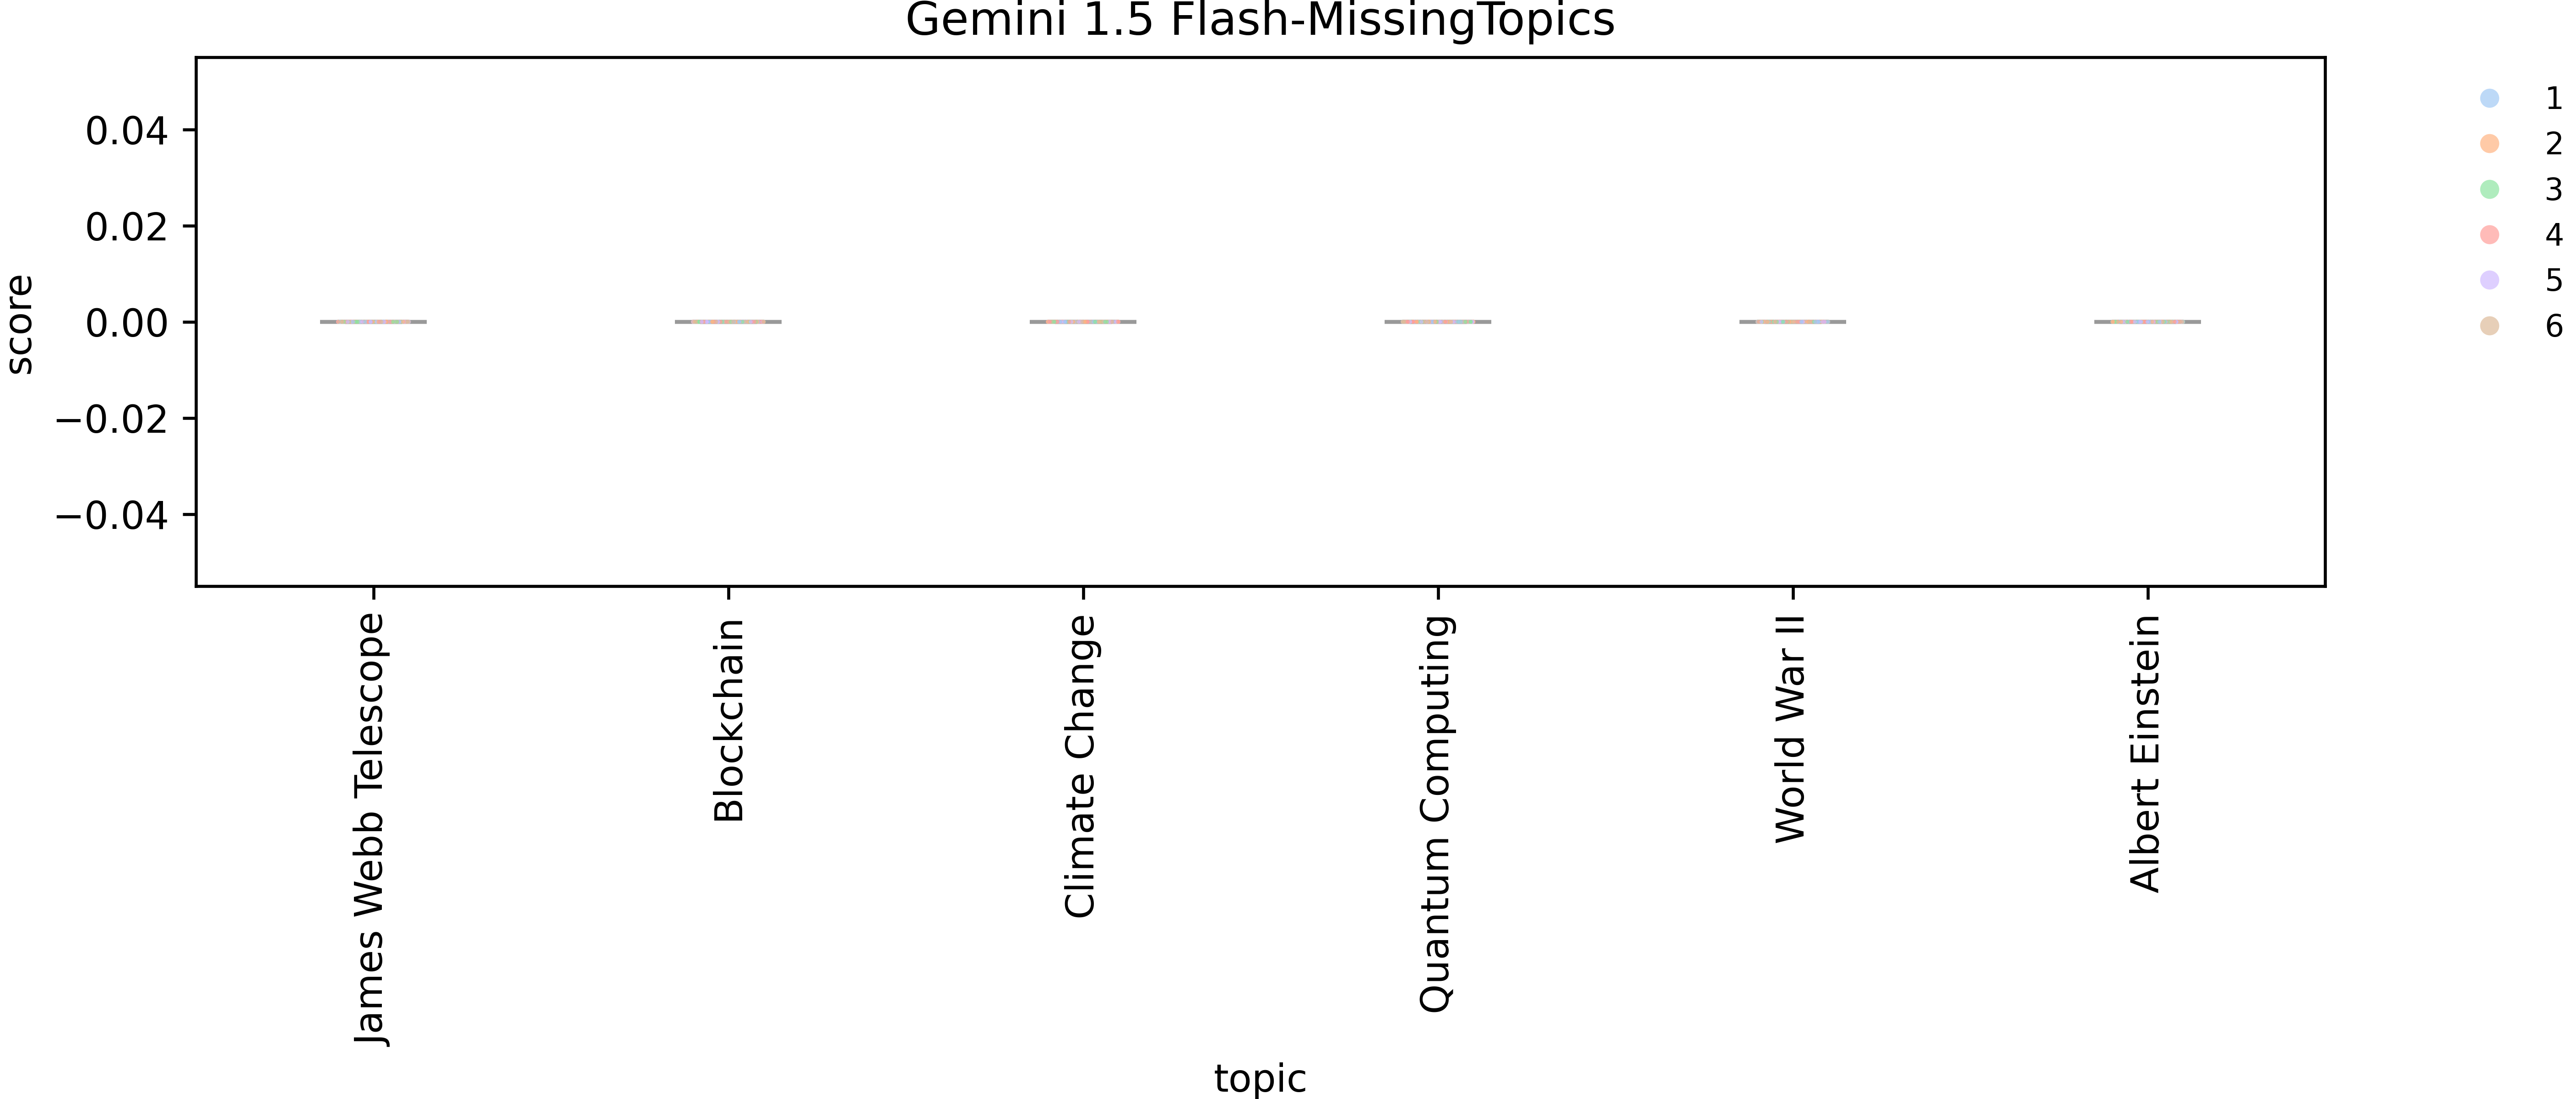 Gemini 1.5 Flash-MissingTopics
score
0.04
0.02
0.00
−0.02
−0.04
James Webb Telescope
Blockchain
Climate Change
Quantum Computing
World War II
Albert Einstein
topic
1
2
3
4
5
6